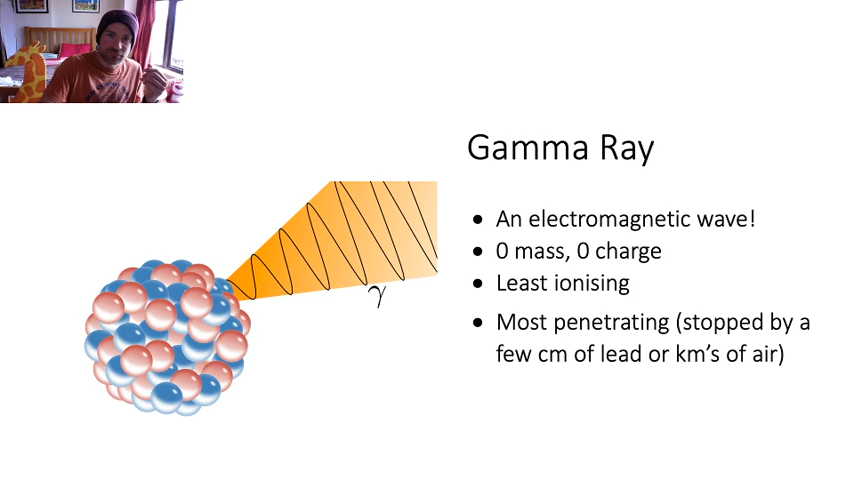 Gamma Ray
• An electromagnetic wave!
• 0 mass, 0 charge
• Least ionising
• Most penetrating (stopped by a
few cm of lead or km's of air)
γ